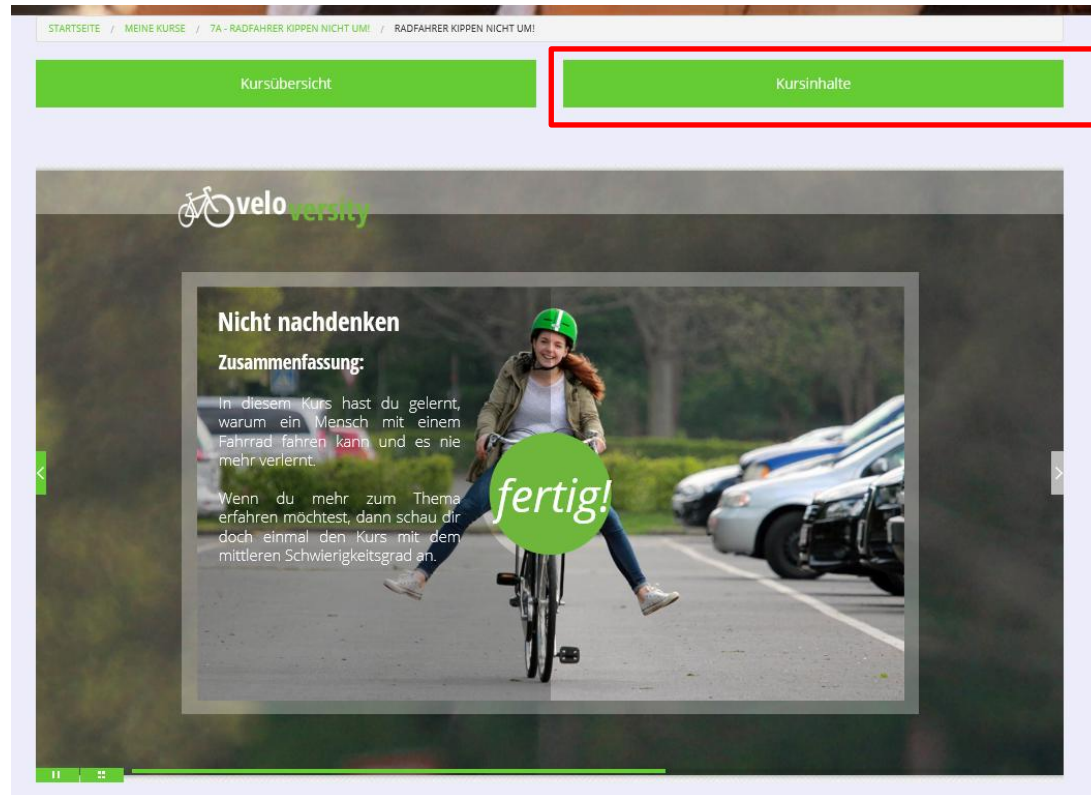 STARTSEITE / MEINE KURSE / 7A - RADFAHRER KIPPEN NICHT UM! / RADFAHRER KIPPEN NICHT UM!
Kursübersicht
Kursinhalte
veloversity
Nicht nachdenken
Zusammenfassung:
In diesem Kurs hast du gelernt,
warum ein Mensch mit einem
Fahrrad fahren kann und es nie
mehr verlernt.
Wenn du mehr zum Thema
erfahren möchtest, dann schau dir
doch einmal den Kurs mit dem
mittleren Schwierigkeitsgrad an.
fertig!